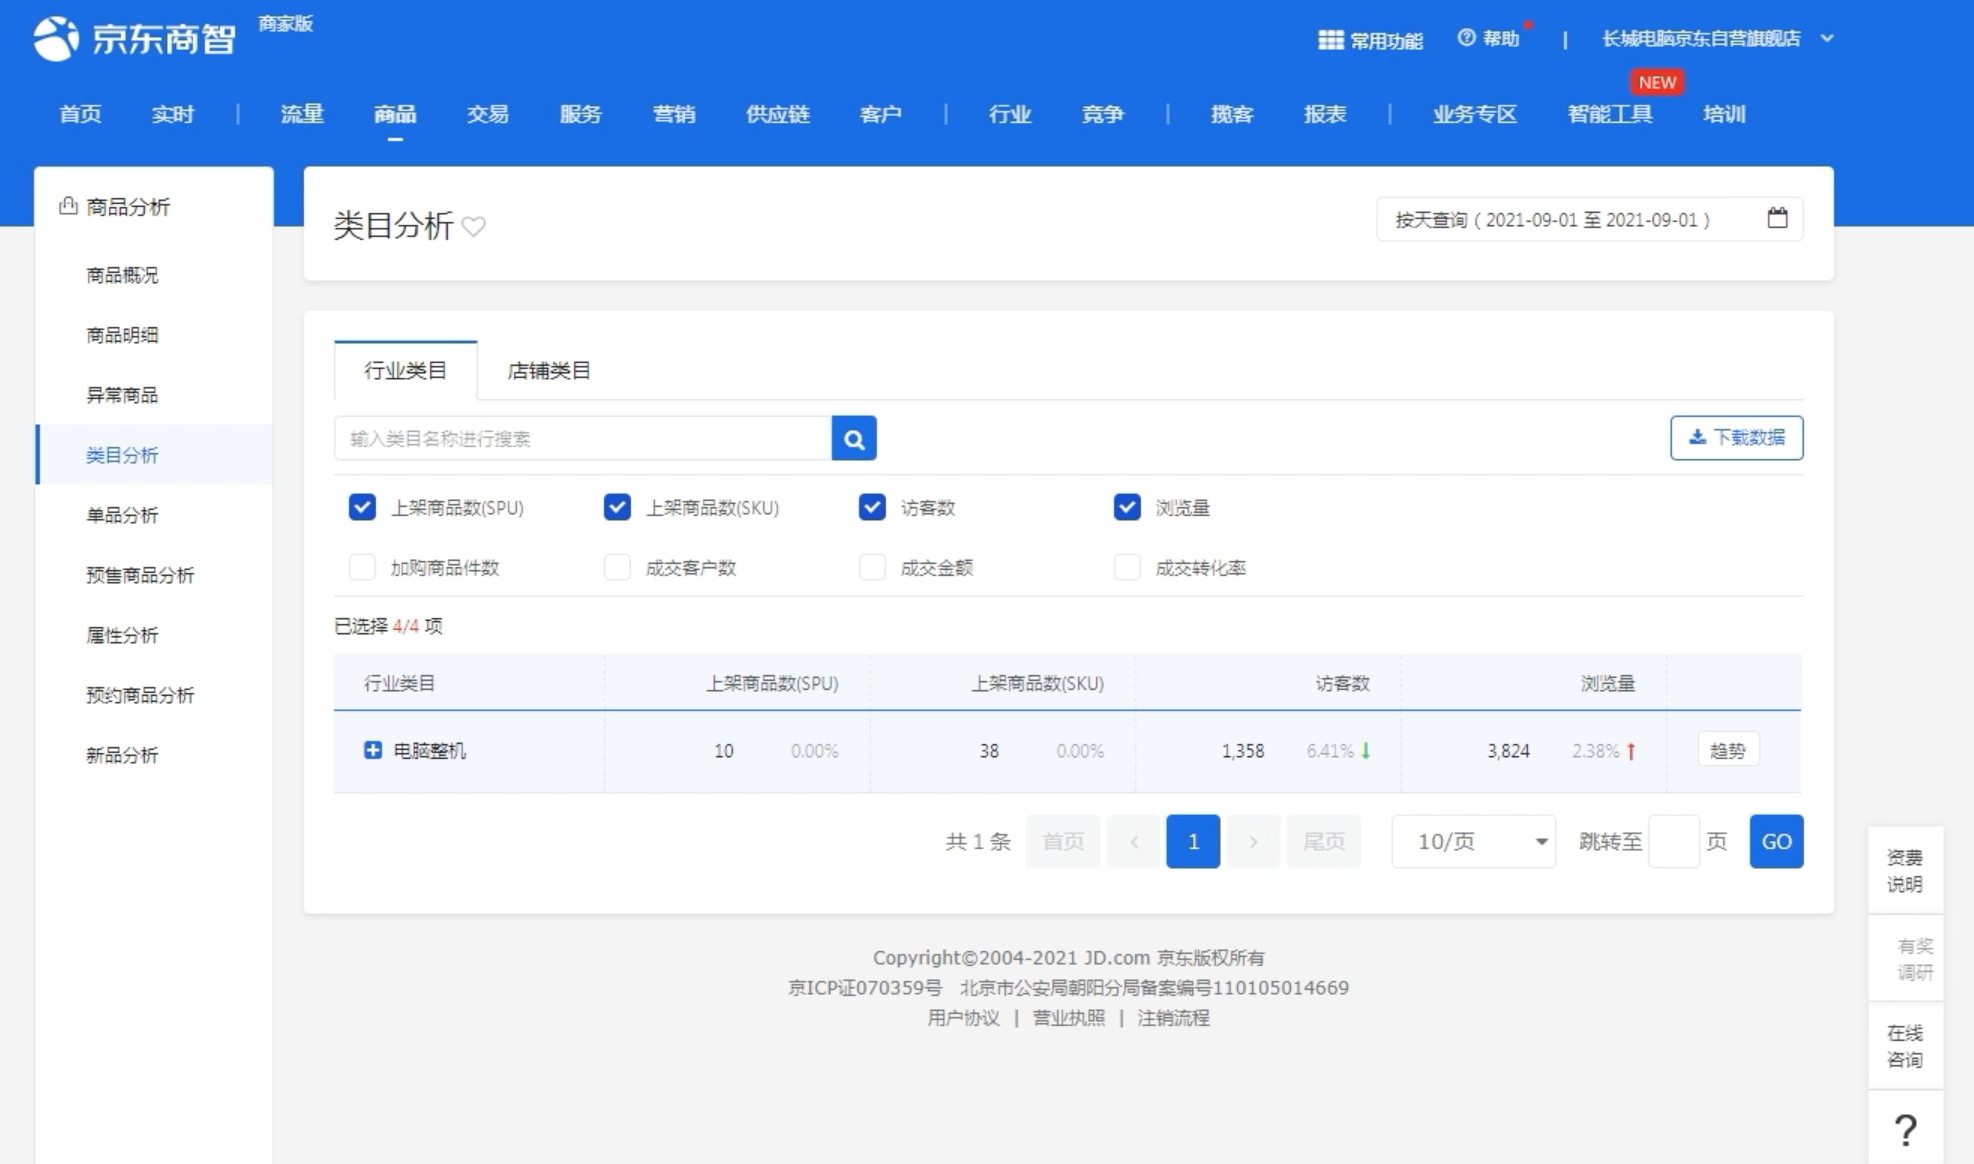 京东商智 商家版
常用功能 帮助 | 长城电脑京东自营旗舰店
NEW
首页 实时 | 流量 商品 交易 服务 营销 供应链 客户 | 行业 竞争 | 揽客 报表 | 业务专区 智能工具 培训
商品分析
商品概况
商品明细
异常商品
类目分析
单品分析
预售商品分析
属性分析
预约商品分析
新品分析
类目分析
按天查询 ( 2021-09-01 至 2021-09-01 )
行业类目 店铺类目
输入类目名称进行搜索
下载数据
上架商品数(SPU) 上架商品数(SKU) 访客数 浏览量
加购商品件数 成交客户数 成交金额 成交转化率
已选择 4/4 项
行业类目 上架商品数(SPU) 上架商品数(SKU) 访客数 浏览量
电脑整机 10 0.00% 38 0.00% 1,358 6.41% ↓ 3,824 2.38% ↑ 趋势
共 1 条 首页 ‹ 1 › 尾页 10/页 跳转至 页 GO
Copyright©2004-2021 JD.com 京东版权所有
京ICP证070359号 北京市公安局朝阳分局备案编号110105014669
用户协议 | 营业执照 | 注销流程
资费
说明
有奖
调研
在线
咨询
?